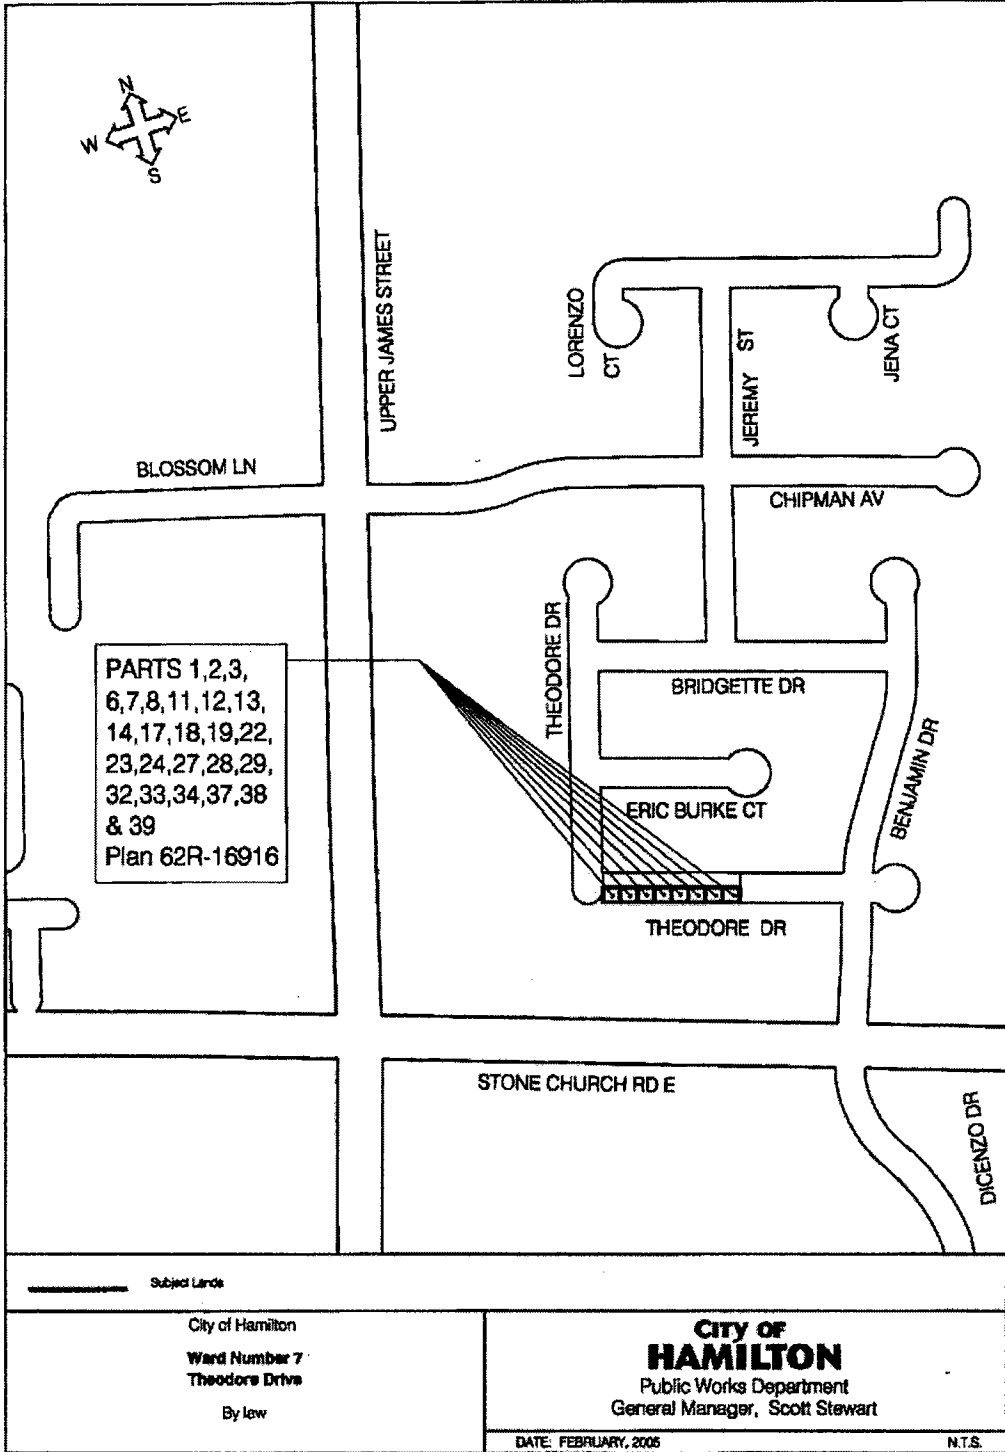 N
E
W
S
UPPER JAMES STREET
LORENZO
CT
JEREMY ST
JENA CT
BLOSSOM LN
CHIPMAN AV
THEODORE DR
BRIDGETTE DR
PARTS 1,2,3,
6,7,8,11,12,13,
14,17,18,19,22,
23,24,27,28,29,
32,33,34,37,38
& 39
Plan 62R-16916
ERIC BURKE CT
BENJAMIN DR
THEODORE DR
STONE CHURCH RD E
DICENZO DR
Subject Lands
City of Hamilton
Ward Number 7
Theodore Drive
By law
CITY OF
HAMILTON
Public Works Department
General Manager, Scott Stewart
DATE: FEBRUARY, 2005
N.T.S.